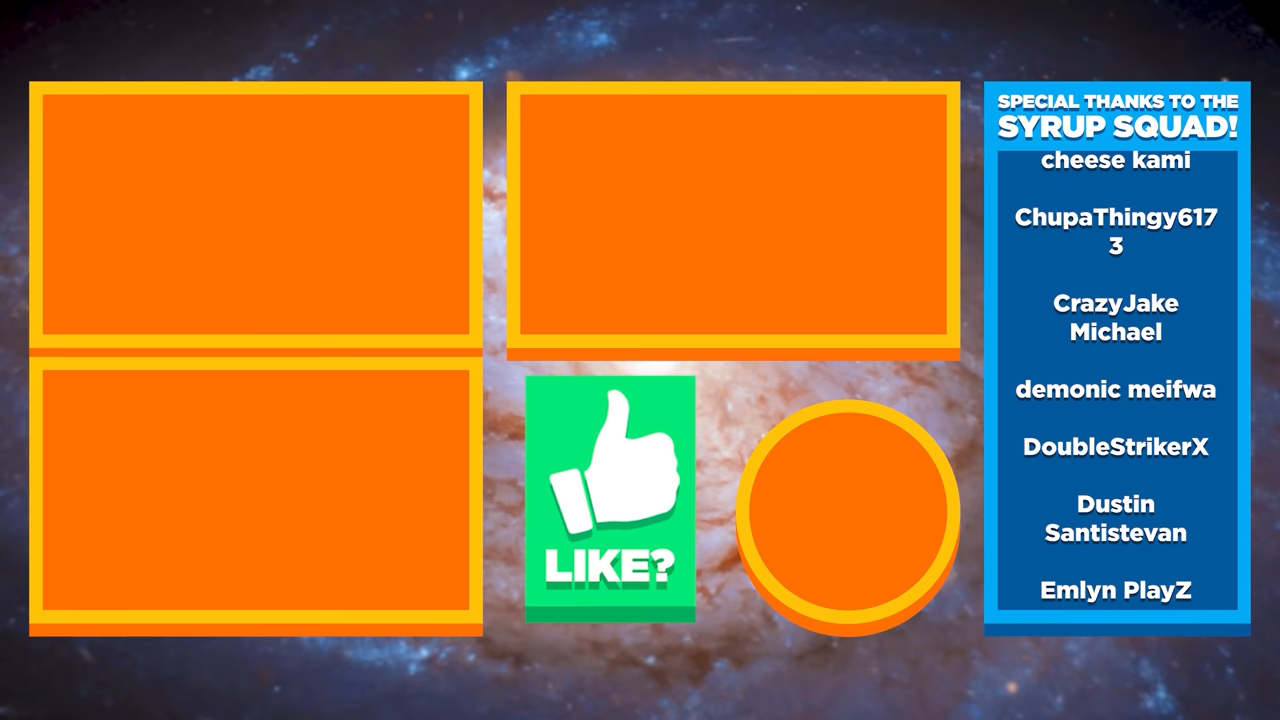 SPECIAL THANKS TO THE
SYRUP SQUAD!
cheese kami
ChupaThingy617
3
CrazyJake
Michael
demonic meifwa
DoubleStrikerX
Dustin
Santistevan
Emlyn PlayZ
LIKE?